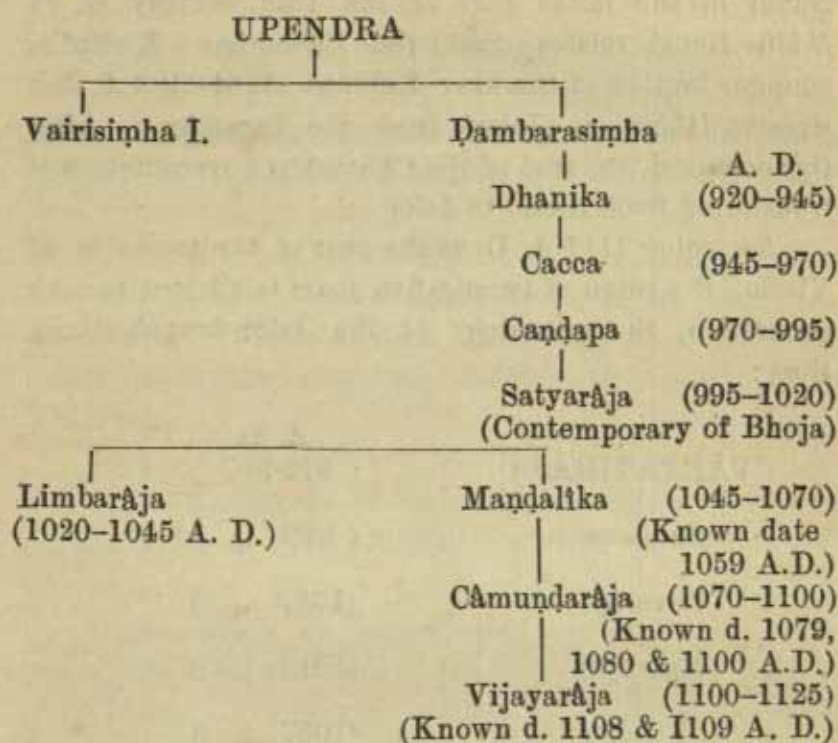 UPENDRA
Vairisiṃha I. Ḍambarasiṃha
A. D.
Dhanika (920–945)
Cacca (945–970)
Caṇḍapa (970–995)
Satyarâja (995–1020)
(Contemporary of Bhoja)
Limbarâja Maṇḍalîka (1045–1070)
(1020–1045 A. D.) (Known date
1059 A.D.)
Câmuṇḍarâja (1070–1100)
(Known d. 1079,
1080 & 1100 A.D.)
Vijayarâja (1100–1125)
(Known d. 1108 & I109 A. D.)